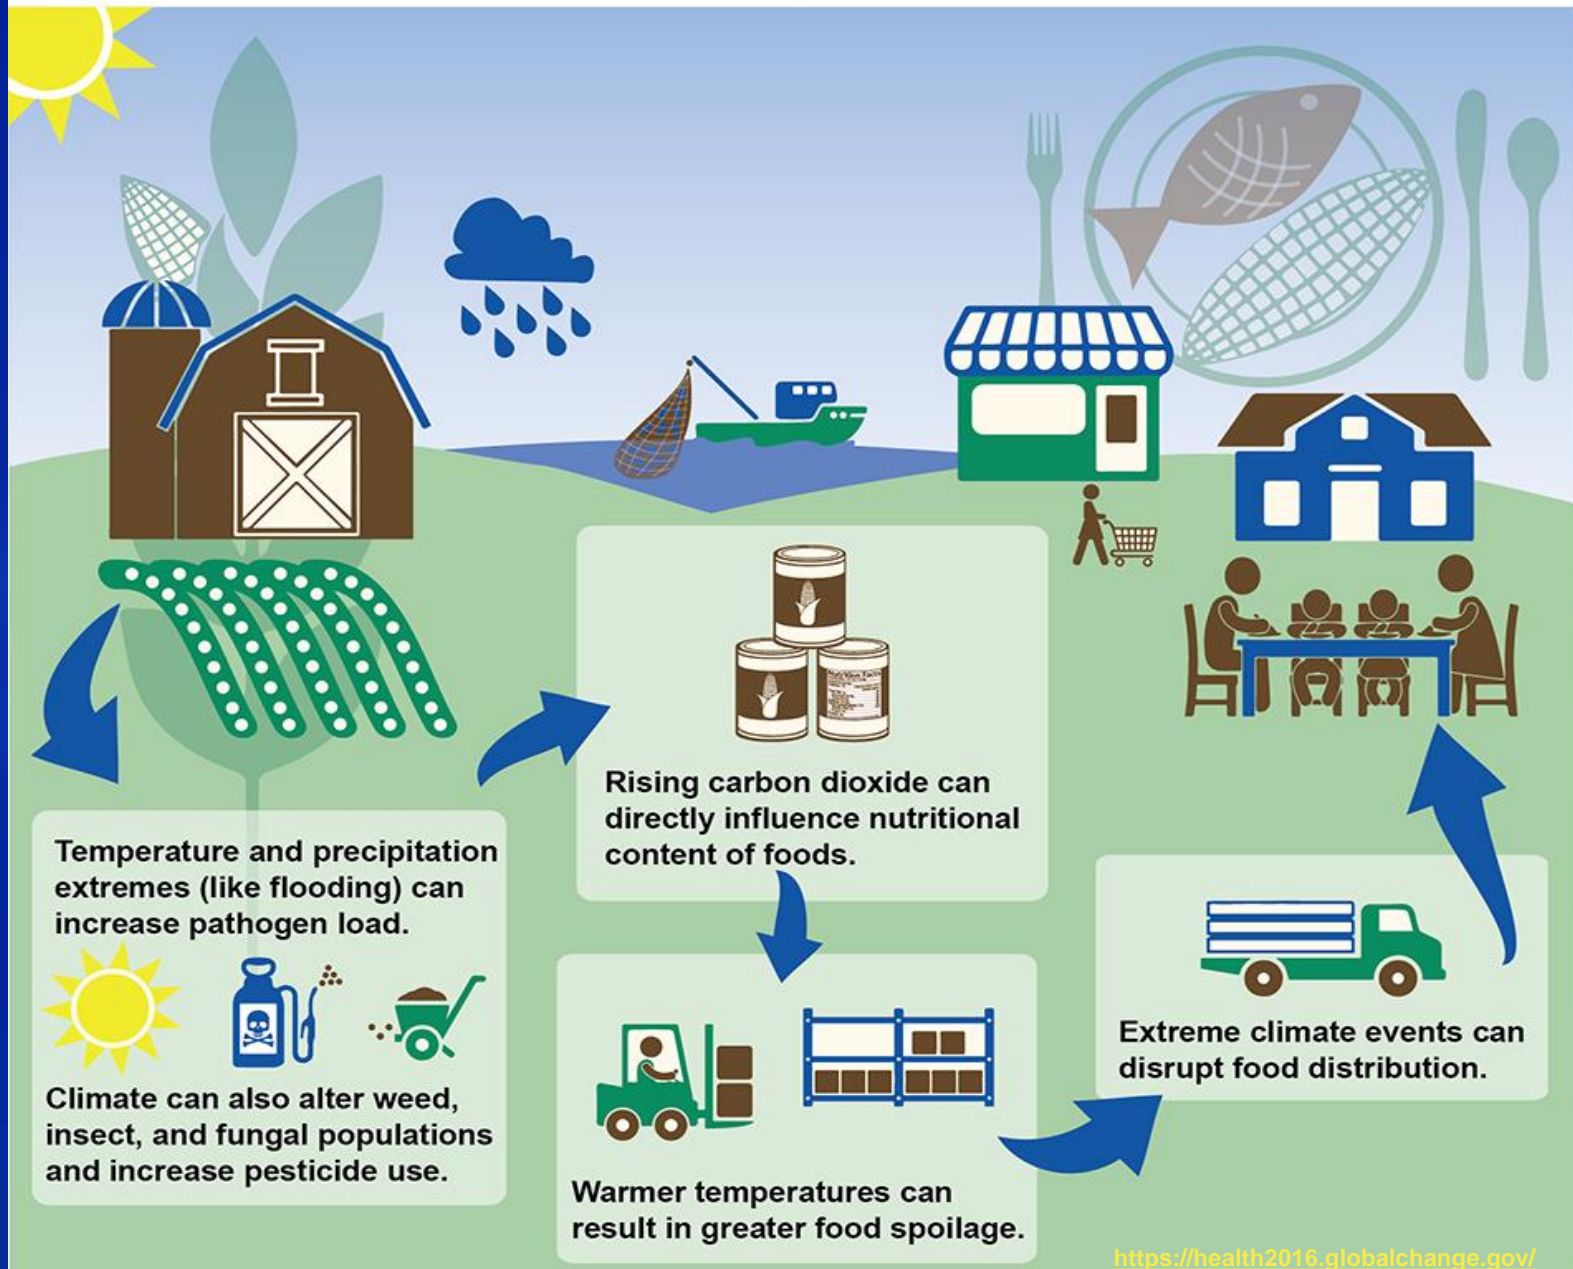 Temperature and precipitation
extremes (like flooding) can
increase pathogen load.
Climate can also alter weed,
insect, and fungal populations
and increase pesticide use.
Nutrition Facts
Rising carbon dioxide can
directly influence nutritional
content of foods.
Warmer temperatures can
result in greater food spoilage.
Extreme climate events can
disrupt food distribution.
https://health2016.globalchange.gov/